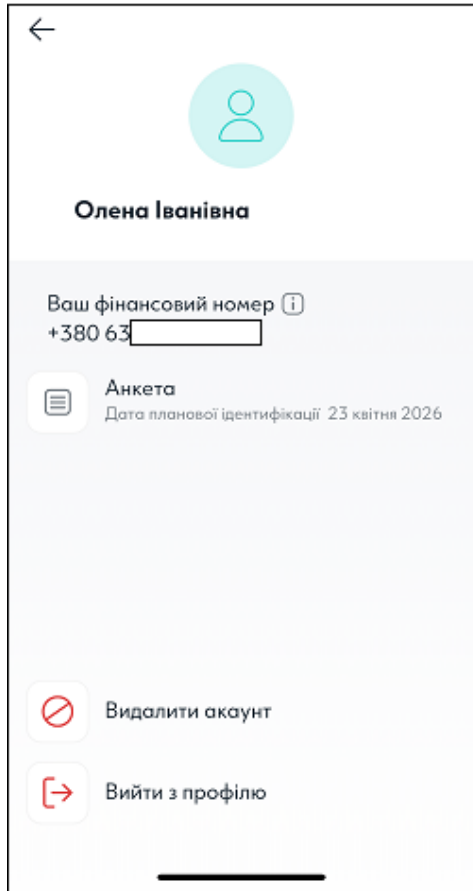 Олена Іванівна
Ваш фінансовий номер
+380 63
Анкета
Дата планової ідентифікації 23 квітня 2026
Видалити акаунт
Вийти з профілю